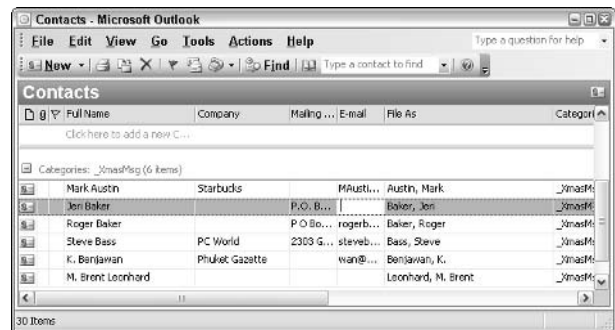 Contacts - Microsoft Outlook
File Edit View Go Tools Actions Help Type a question for help
New Find Type a contact to find
Contacts
Full Name Company Mailing ... E-mail File As Categori
Click here to add a new C...
Categories: _XmasMsg (6 items)
Mark Austin Starbucks MAusti... Austin, Mark _XmasM
Jeri Baker P.O. B... Baker, Jeri _XmasM
Roger Baker P O Bo... rogerb... Baker, Roger _XmasM
Steve Bass PC World 2303 G... steveb... Bass, Steve _XmasM
K. Benjawan Phuket Gazette wan@... Benjawan, K. _XmasM
M. Brent Leonhard Leonhard, M. Brent _XmasM
30 Items